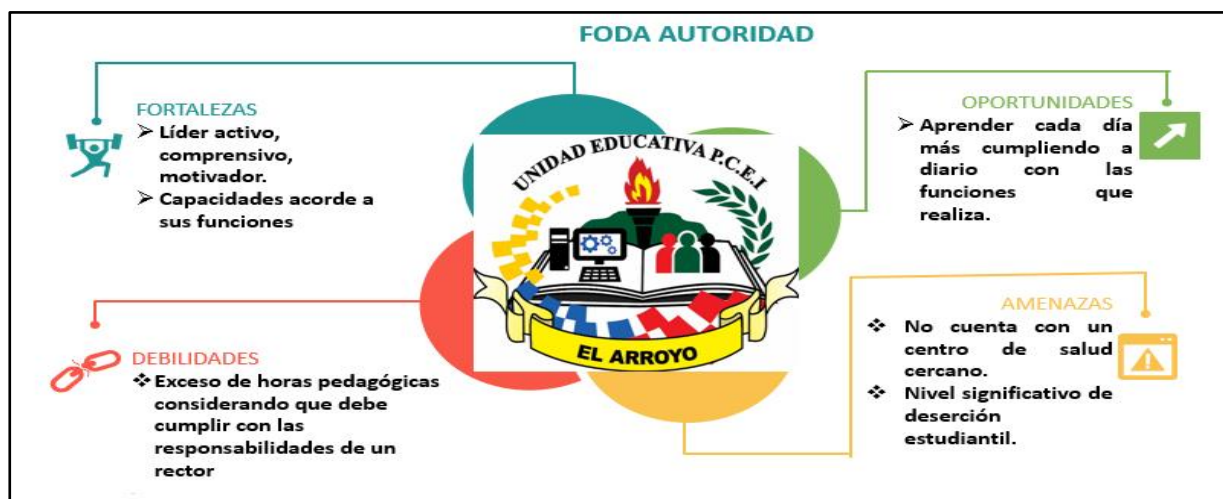 FODA AUTORIDAD
FORTALEZAS
➢ Líder activo,
comprensivo,
motivador.
➢ Capacidades acorde a
sus funciones
OPORTUNIDADES
➢ Aprender cada día
más cumpliendo a
diario con las
funciones que
realiza.
UNIDAD EDUCATIVA P.C.E.I
EL ARROYO
DEBILIDADES
❖ Exceso de horas pedagógicas
considerando que debe
cumplir con las
responsabilidades de un
rector
AMENAZAS
❖ No cuenta con un
centro de salud
cercano.
❖ Nivel significativo de
deserción
estudiantil.